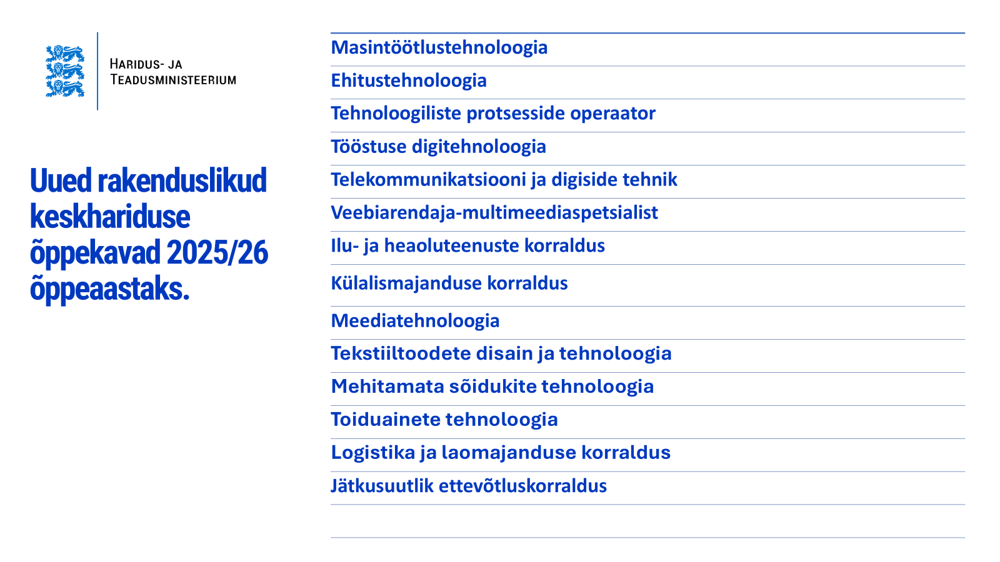 Haridus- ja
Teadusministeerium
Uued rakenduslikud
keskhariduse
õppekavad 2025/26
õppeaastaks.
Masintöötlustehnoloogia
Ehitustehnoloogia
Tehnoloogiliste protsesside operaator
Tööstuse digitehnoloogia
Telekommunikatsiooni ja digiside tehnik
Veebiarendaja-multimeediaspetsialist
Ilu- ja heaoluteenuste korraldus
Külalismajanduse korraldus
Meediatehnoloogia
Tekstiiltoodete disain ja tehnoloogia
Mehitamata sõidukite tehnoloogia
Toiduainete tehnoloogia
Logistika ja laomajanduse korraldus
Jätkusuutlik ettevõtluskorraldus